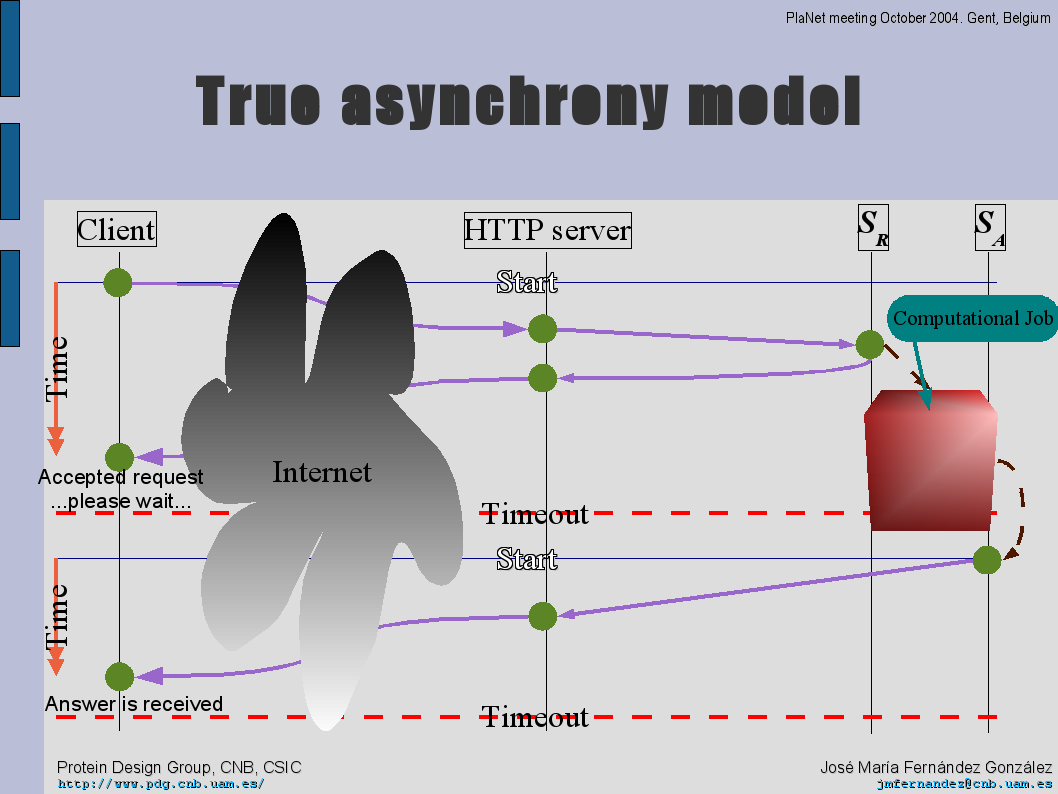 PlaNet meeting October 2004. Gent, Belgium
True asynchrony model
Client
HTTP server
SR
SA
Start
Computational Job
Time
Accepted request
...please wait...
Internet
Timeout
Start
Time
Answer is received
Timeout
Protein Design Group, CNB, CSIC
http://www.pdg.cnb.uam.es/
José María Fernández González
jmfernandez@cnb.uam.es